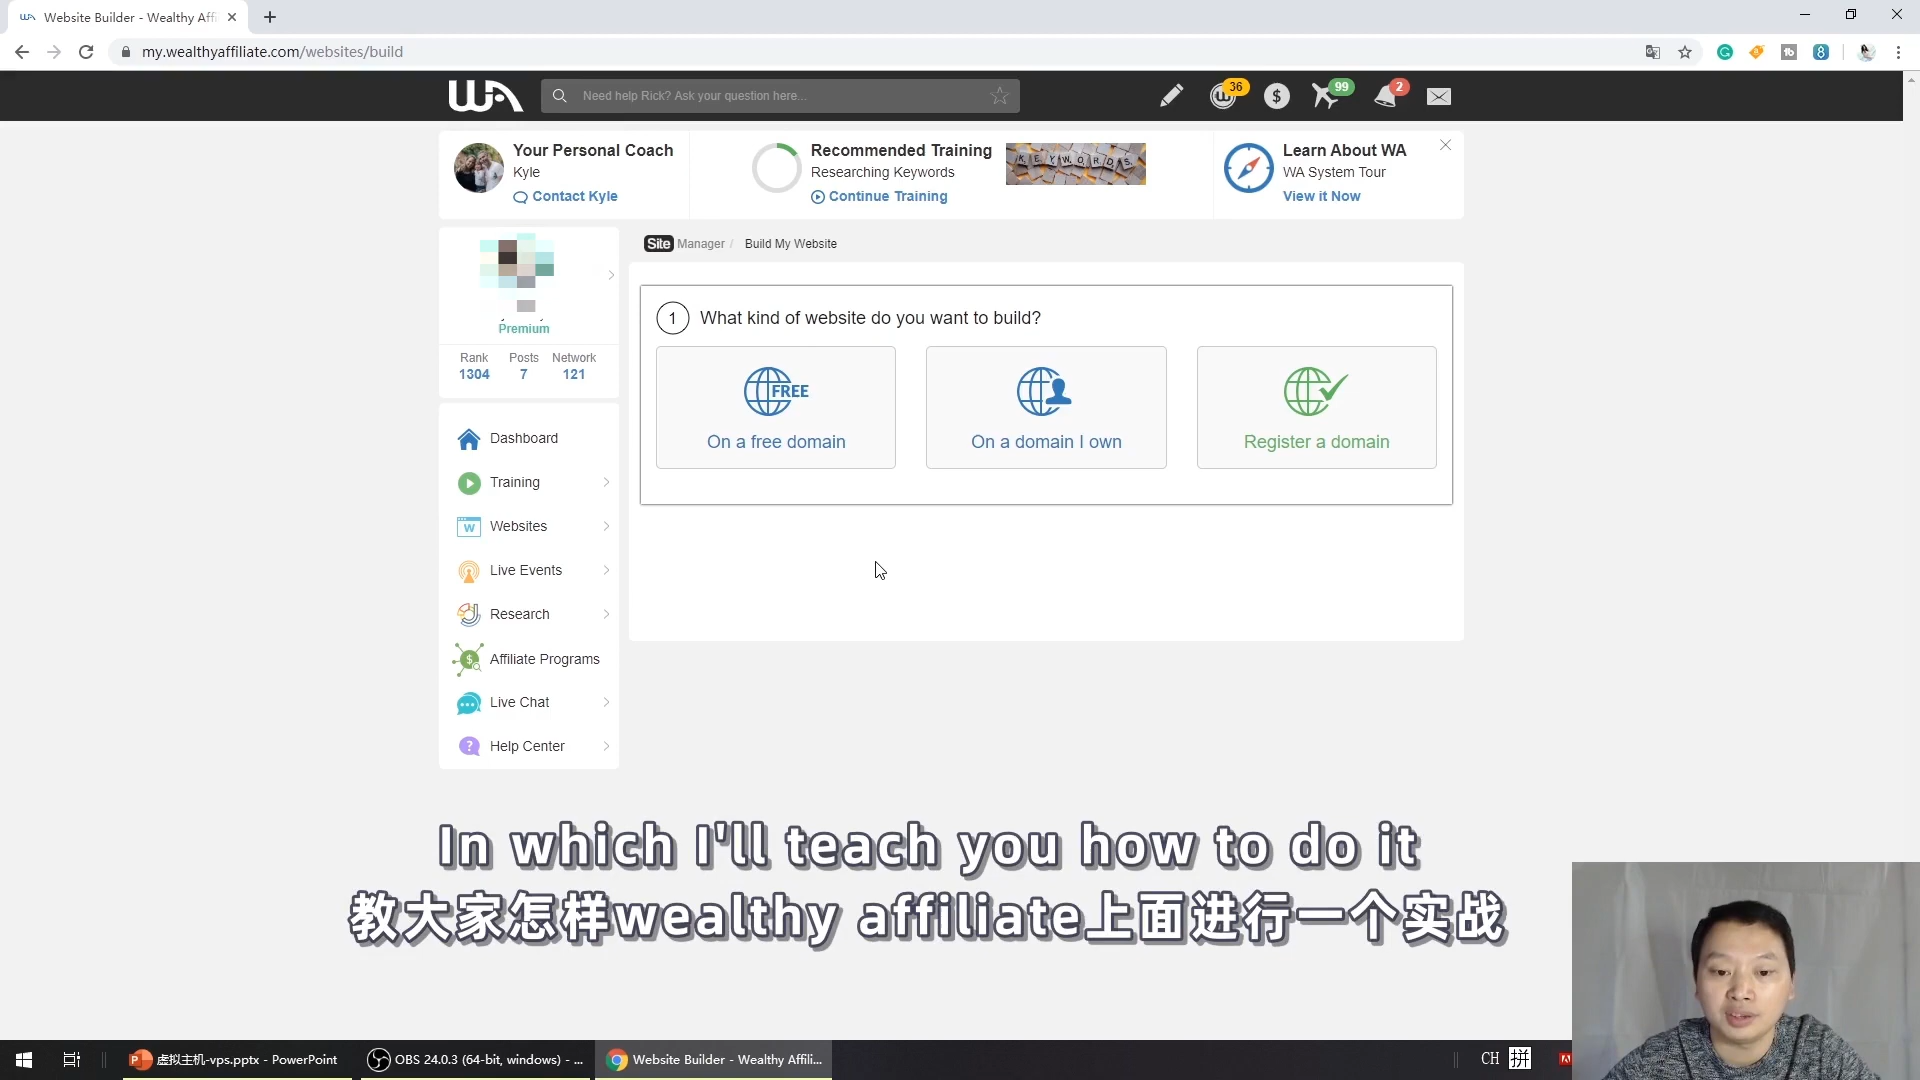 Website Builder - Wealthy Affi
my.wealthyaffiliate.com/websites/build
WA
Need help Rick? Ask your question here...
36
99
2
Your Personal Coach
Kyle
Contact Kyle
Recommended Training
Researching Keywords
Continue Training
KEYWORDS
Learn About WA
WA System Tour
View it Now
Premium
Rank
Posts
Network
1304
7
121
Site Manager / Build My Website
1 What kind of website do you want to build?
FREE
On a free domain
On a domain I own
Register a domain
Dashboard
Training
Websites
Live Events
Research
Affiliate Programs
Live Chat
Help Center
In which I'll teach you how to do it
教大家怎样wealthy affiliate上面进行一个实战
虚拟主机-vps.pptx - PowerPoint
OBS 24.0.3 (64-bit, windows) - ...
Website Builder - Wealthy Affili...
CH 拼